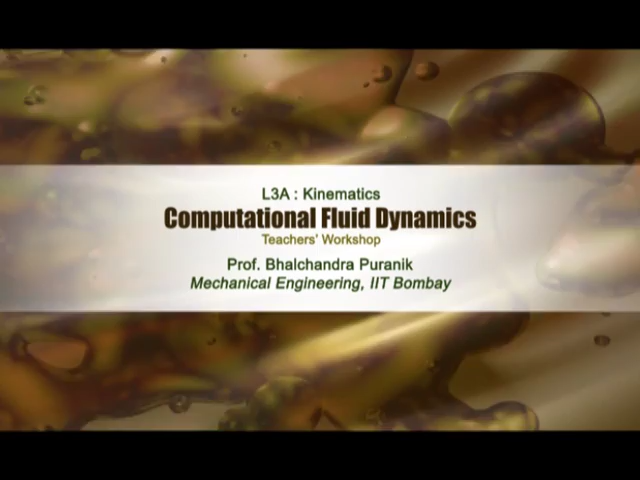 L3A : Kinematics
Computational Fluid Dynamics
Teachers' Workshop
Prof. Bhalchandra Puranik
Mechanical Engineering, IIT Bombay